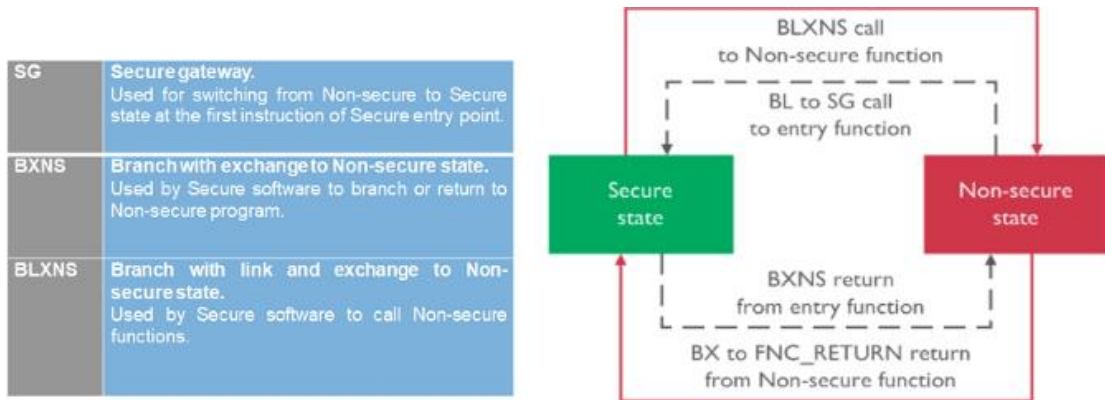 SG
Secure gateway.
Used for switching from Non-secure to Secure
state at the first instruction of Secure entry point.
BXNS
Branch with exchange to Non-secure state.
Used by Secure software to branch or return to
Non-secure program.
BLXNS
Branch with link and exchange to Non-
secure state.
Used by Secure software to call Non-secure
functions.
BLXNS call
to Non-secure function
BL to SG call
to entry function
Secure
state
Non-secure
state
BXNS return
from entry function
BX to FNC_RETURN return
from Non-secure function